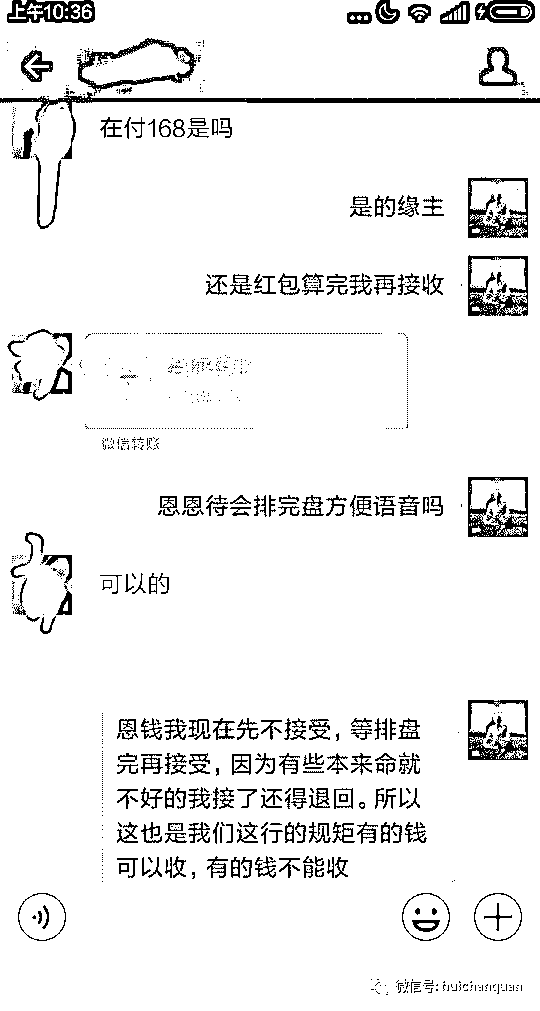 上午10:36
在付168是吗
是的缘主
还是红包算完我再接收
微信转账
恩恩待会排完盘方便语音吗
可以的
恩钱我现在先不接受，等排盘
完再接受，因为有些本来命就
不好的我接了还得退回。所以
这也是我们这行的规矩有的钱
可以收，有的钱不能收
微信号: huichanquan